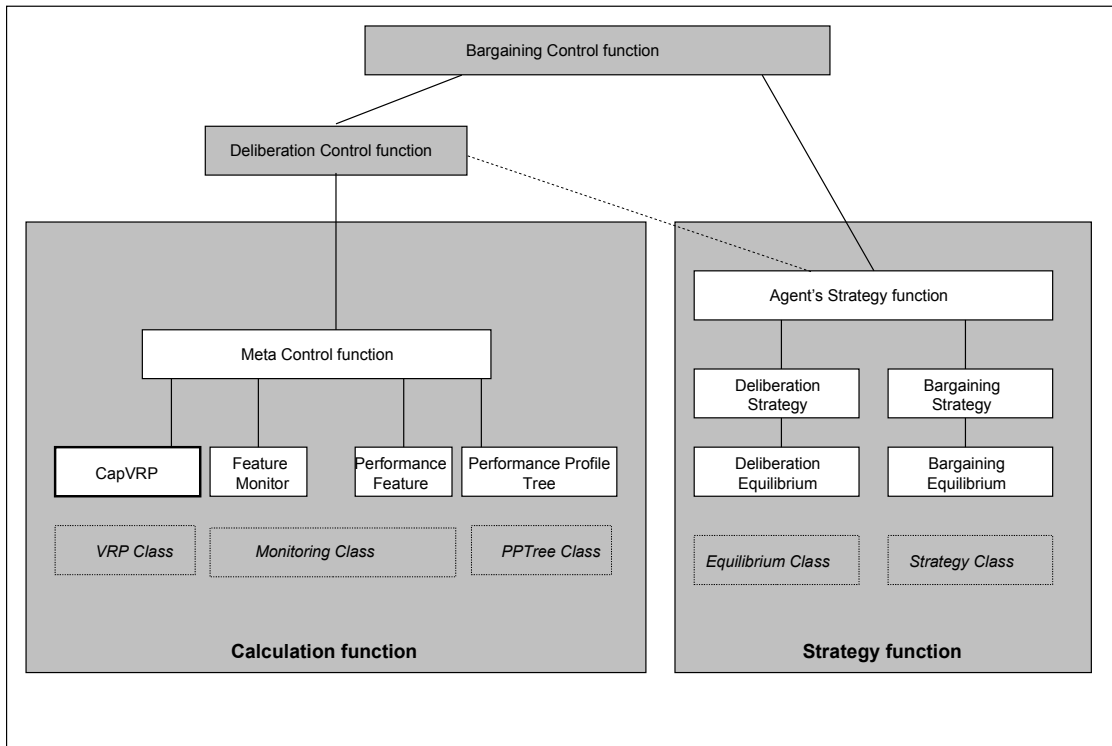 Bargaining Control function
Deliberation Control function
Agent's Strategy function
Meta Control function
Deliberation
Strategy
Bargaining
Strategy
CapVRP
Feature
Monitor
Performance
Feature
Performance Profile
Tree
Deliberation
Equilibrium
Bargaining
Equilibrium
VRP Class
Monitoring Class
PPTree Class
Equilibrium Class
Strategy Class
Calculation function
Strategy function